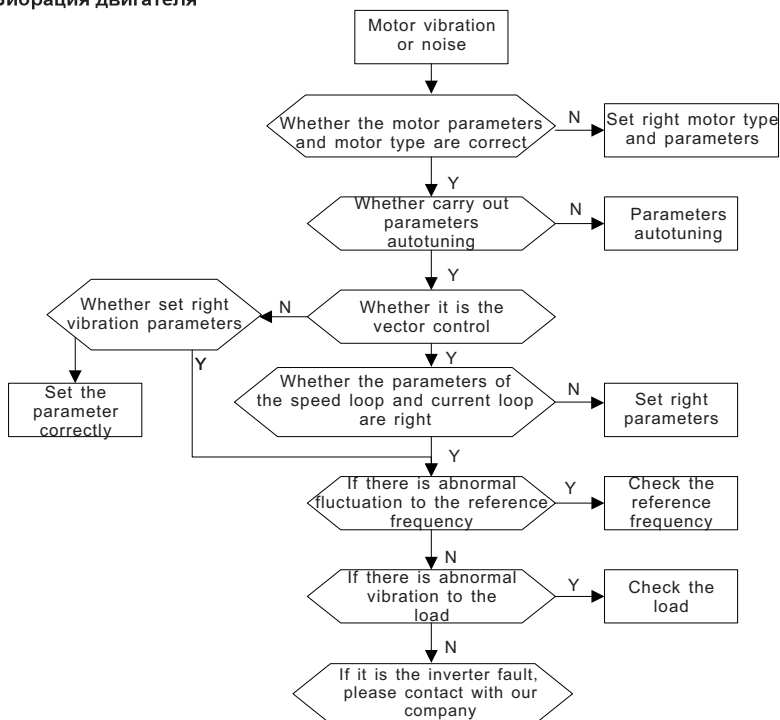 Вибрация двигателя
Motor vibration
or noise
Whether the motor parameters
and motor type are correct
N
Set right motor type
and parameters
Y
Whether carry out
parameters
autotuning
N
Parameters
autotuning
Y
Whether set right
vibration parameters
N
Whether it is the
vector control
Y
Y
Set the
parameter
correctly
Whether the parameters of
the speed loop and current loop
are right
N
Set right
parameters
Y
If there is abnormal
fluctuation to the reference
frequency
Y
Check the
reference
frequency
N
If there is abnormal
vibration to the
load
Y
Check the
load
N
If it is the inverter fault,
please contact with our
company